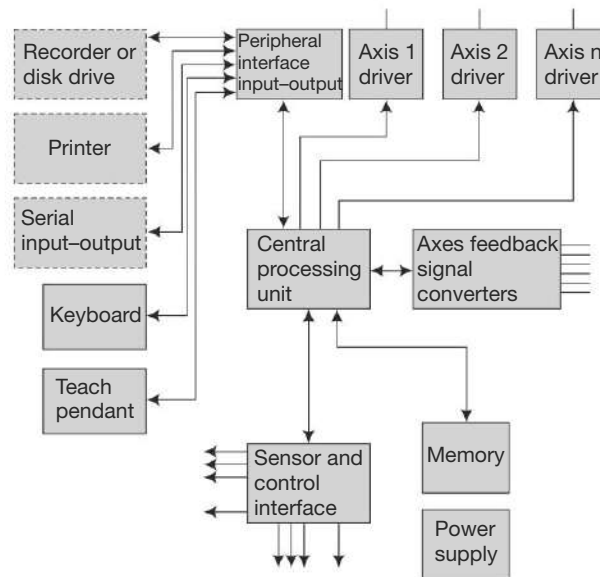 Recorder or
disk drive
Peripheral
interface
input–output
Axis 1
driver
Axis 2
driver
Axis n
driver
Printer
Serial
input–output
Central
processing
unit
Axes feedback
signal
converters
Keyboard
Teach
pendant
Sensor and
control
interface
Memory
Power
supply